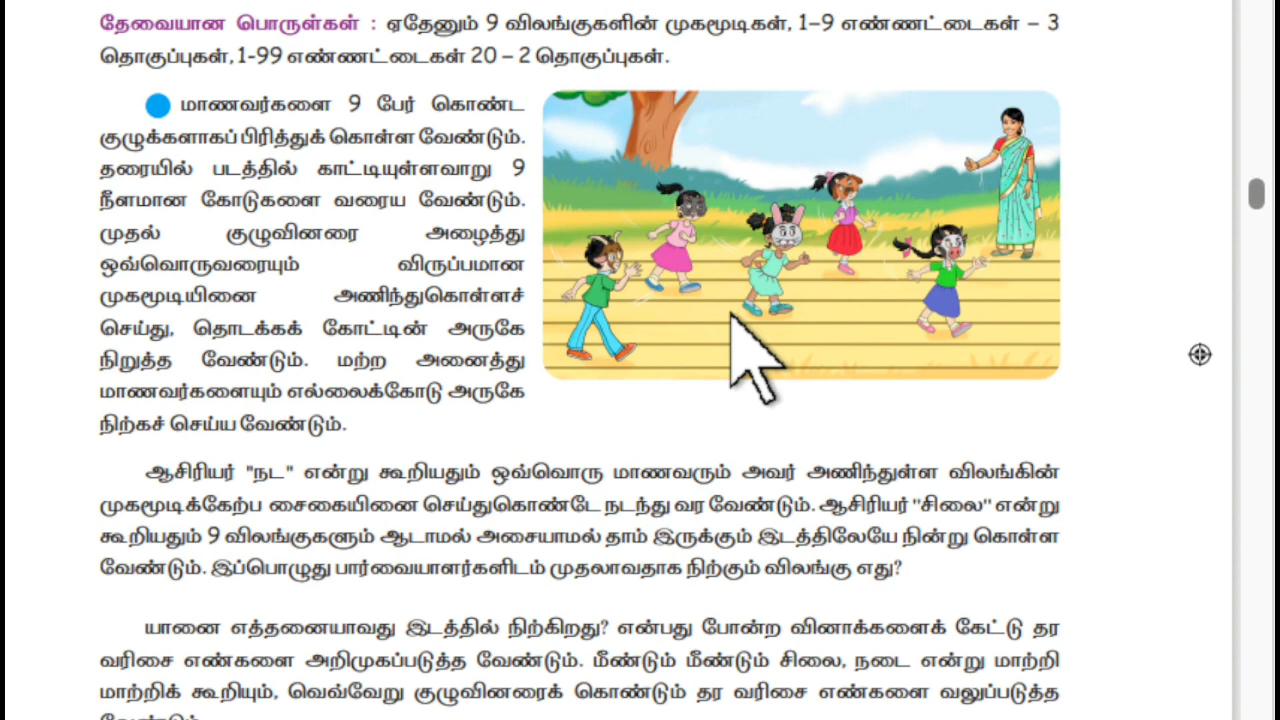 தேவையான பொருள்கள் : ஏதேனும் 9 விலங்குகளின் முகமூடிகள், 1–9 எண்ணட்டைகள் – 3
தொகுப்புகள், 1-99 எண்ணட்டைகள் 20 – 2 தொகுப்புகள்.
மாணவர்களை 9 பேர் கொண்ட
குழுக்களாகப் பிரித்துக் கொள்ள வேண்டும்.
தரையில் படத்தில் காட்டியுள்ளவாறு 9
நீளமான கோடுகளை வரைய வேண்டும்.
முதல் குழுவினரை அழைத்து
ஒவ்வொருவரையும் விருப்பமான
முகமூடியினை அணிந்துகொள்ளச்
செய்து, தொடக்கக் கோட்டின் அருகே
நிறுத்த வேண்டும். மற்ற அனைத்து
மாணவர்களையும் எல்லைக்கோடு அருகே
நிற்கச் செய்ய வேண்டும்.
ஆசிரியர் "நட" என்று கூறியதும் ஒவ்வொரு மாணவரும் அவர் அணிந்துள்ள விலங்கின்
முகமூடிக்கேற்ப சைகையினை செய்துகொண்டே நடந்து வர வேண்டும். ஆசிரியர் "சிலை" என்று
கூறியதும் 9 விலங்குகளும் ஆடாமல் அசையாமல் தாம் இருக்கும் இடத்திலேயே நின்று கொள்ள
வேண்டும். இப்பொழுது பார்வையாளர்களிடம் முதலாவதாக நிற்கும் விலங்கு எது?
யானை எத்தனையாவது இடத்தில் நிற்கிறது? என்பது போன்ற வினாக்களைக் கேட்டு தர
வரிசை எண்களை அறிமுகப்படுத்த வேண்டும். மீண்டும் மீண்டும் சிலை, நடை என்று மாற்றி
மாற்றிக் கூறியும், வெவ்வேறு குழுவினரைக் கொண்டும் தர வரிசை எண்களை வலுப்படுத்த